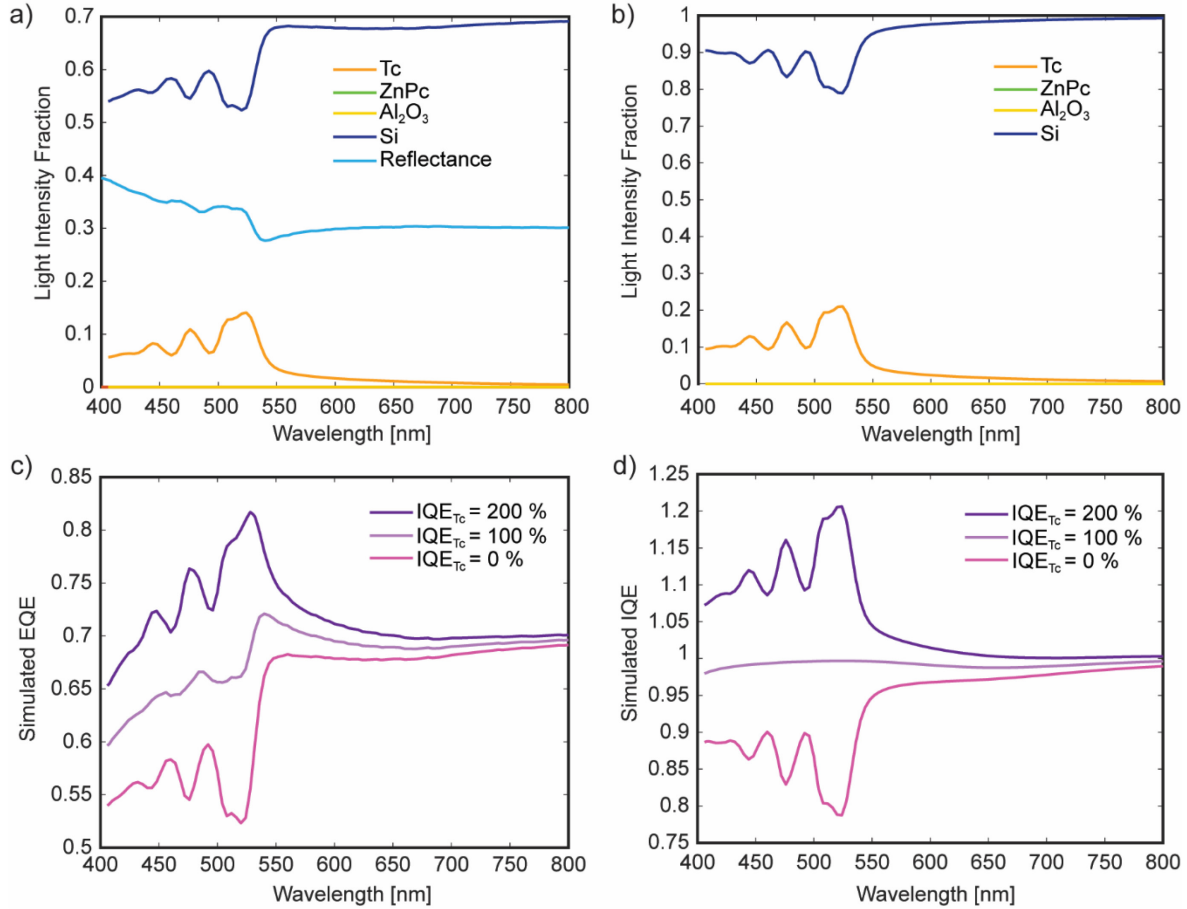 a)
Light Intensity Fraction
0.7
0.6
0.5
0.4
0.3
0.2
0.1
0
Tc
ZnPc
Al₂O₃
Si
Reflectance
400 450 500 550 600 650 700 750 800
Wavelength [nm]
b)
Light Intensity Fraction
1
0.9
0.8
0.7
0.6
0.5
0.4
0.3
0.2
0.1
0
Tc
ZnPc
Al₂O₃
Si
400 450 500 550 600 650 700 750 800
Wavelength [nm]
c)
Simulated EQE
0.85
0.8
0.75
0.7
0.65
0.6
0.55
0.5
IQE_Tc = 200 %
IQE_Tc = 100 %
IQE_Tc = 0 %
400 450 500 550 600 650 700 750 800
Wavelength [nm]
d)
Simulated IQE
1.25
1.2
1.15
1.1
1.05
1
0.95
0.9
0.85
0.8
0.75
IQE_Tc = 200 %
IQE_Tc = 100 %
IQE_Tc = 0 %
400 450 500 550 600 650 700 750 800
Wavelength [nm]